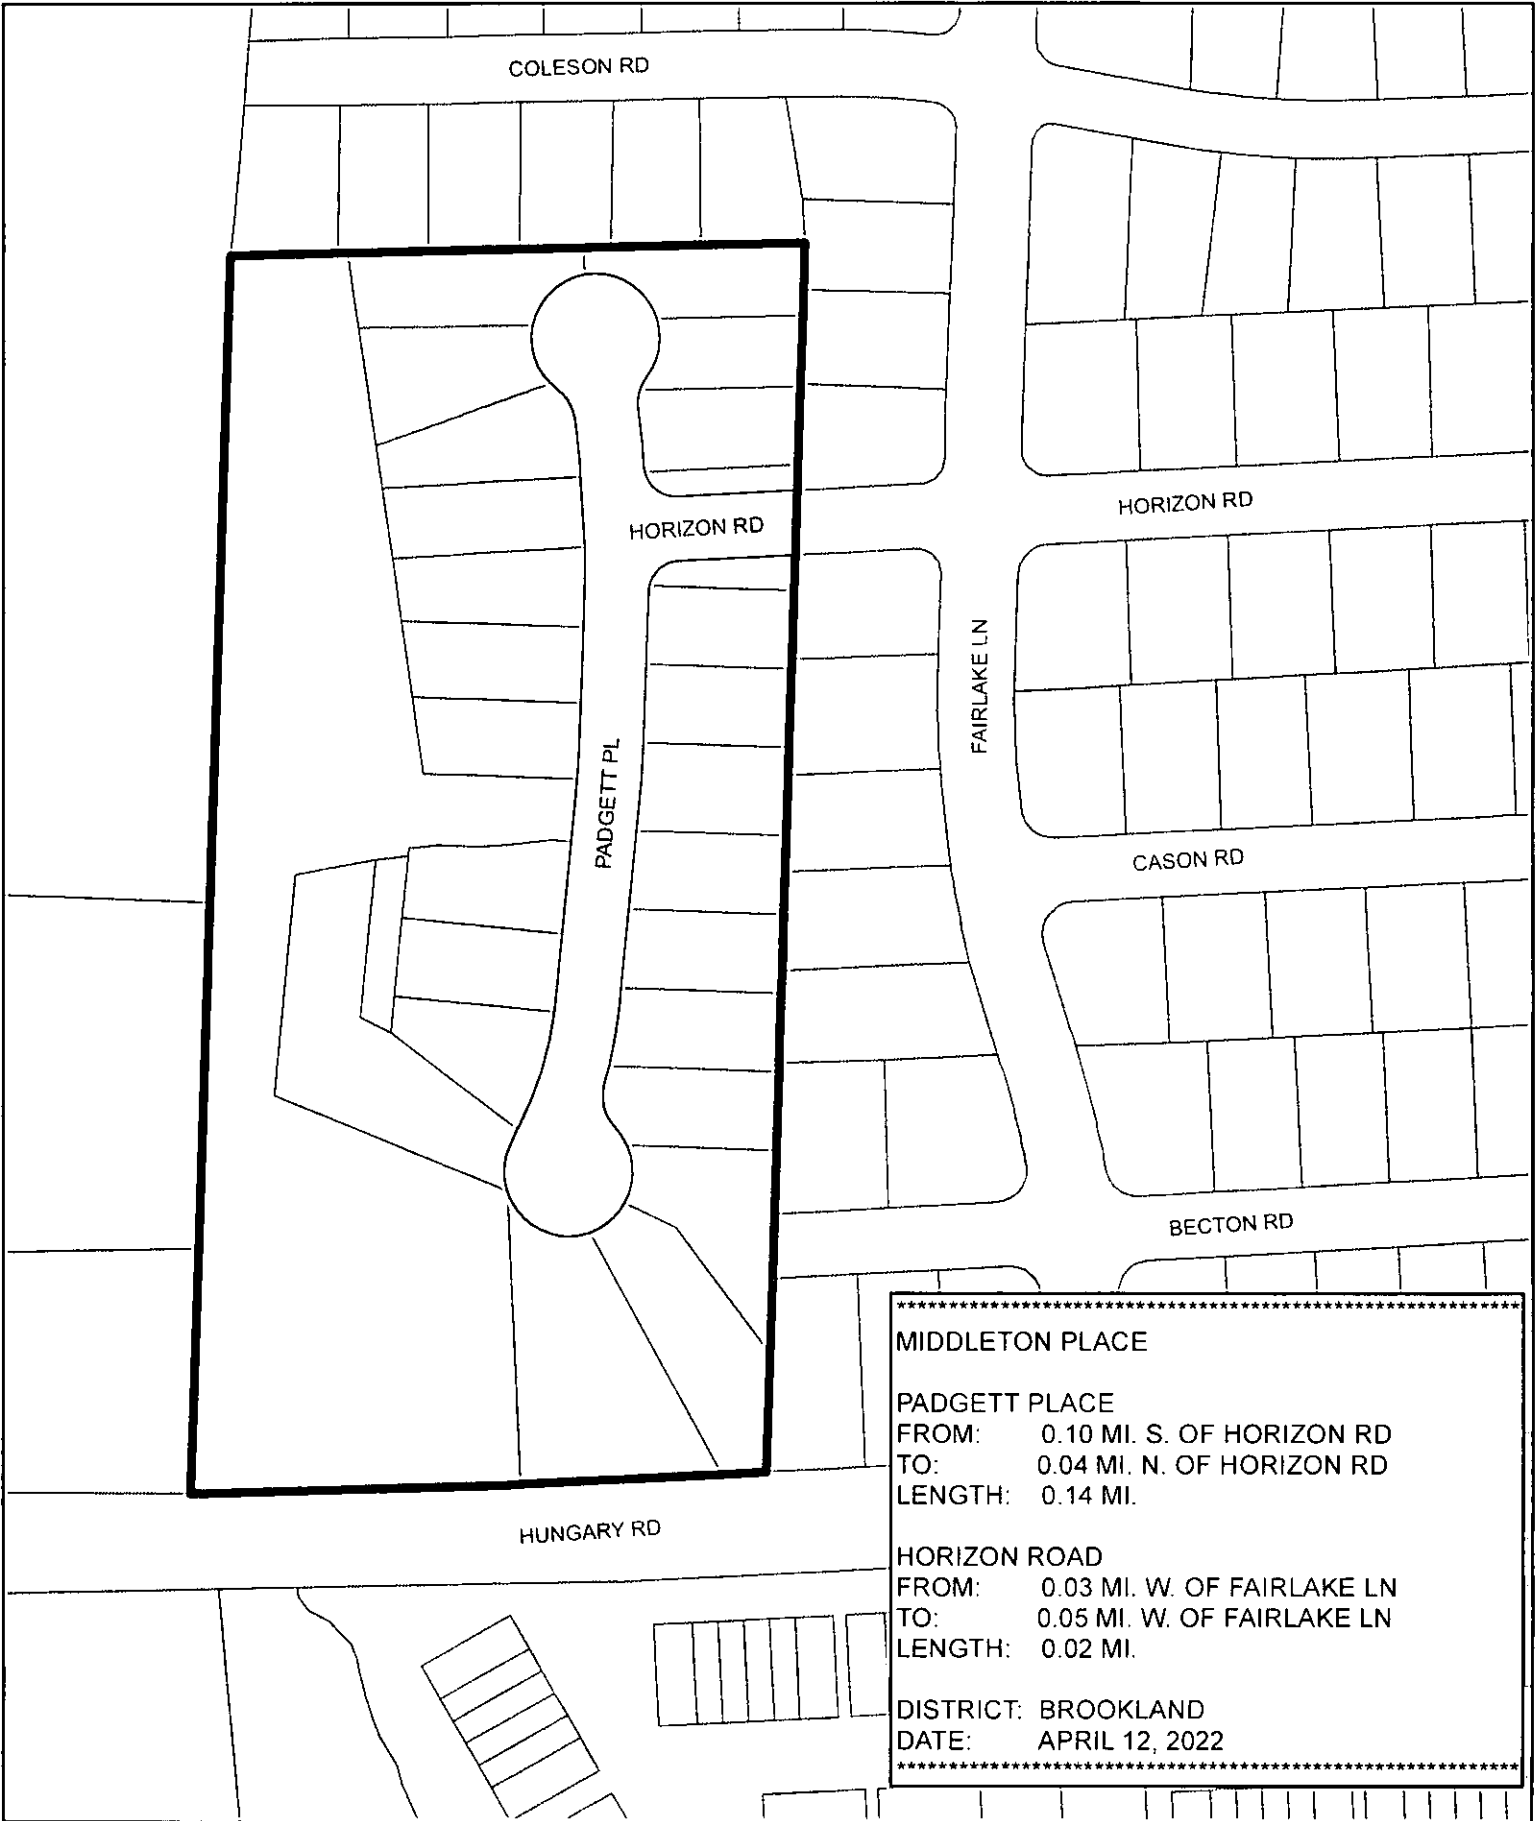 COLESON RD
HORIZON RD
HORIZON RD
FAIRLAKE LN
PADGETT PL
CASON RD
BECTON RD
HUNGARY RD
************************************************************
MIDDLETON PLACE
PADGETT PLACE
FROM: 0.10 MI. S. OF HORIZON RD
TO: 0.04 MI. N. OF HORIZON RD
LENGTH: 0.14 MI.
HORIZON ROAD
FROM: 0.03 MI. W. OF FAIRLAKE LN
TO: 0.05 MI. W. OF FAIRLAKE LN
LENGTH: 0.02 MI.
DISTRICT: BROOKLAND
DATE: APRIL 12, 2022
************************************************************